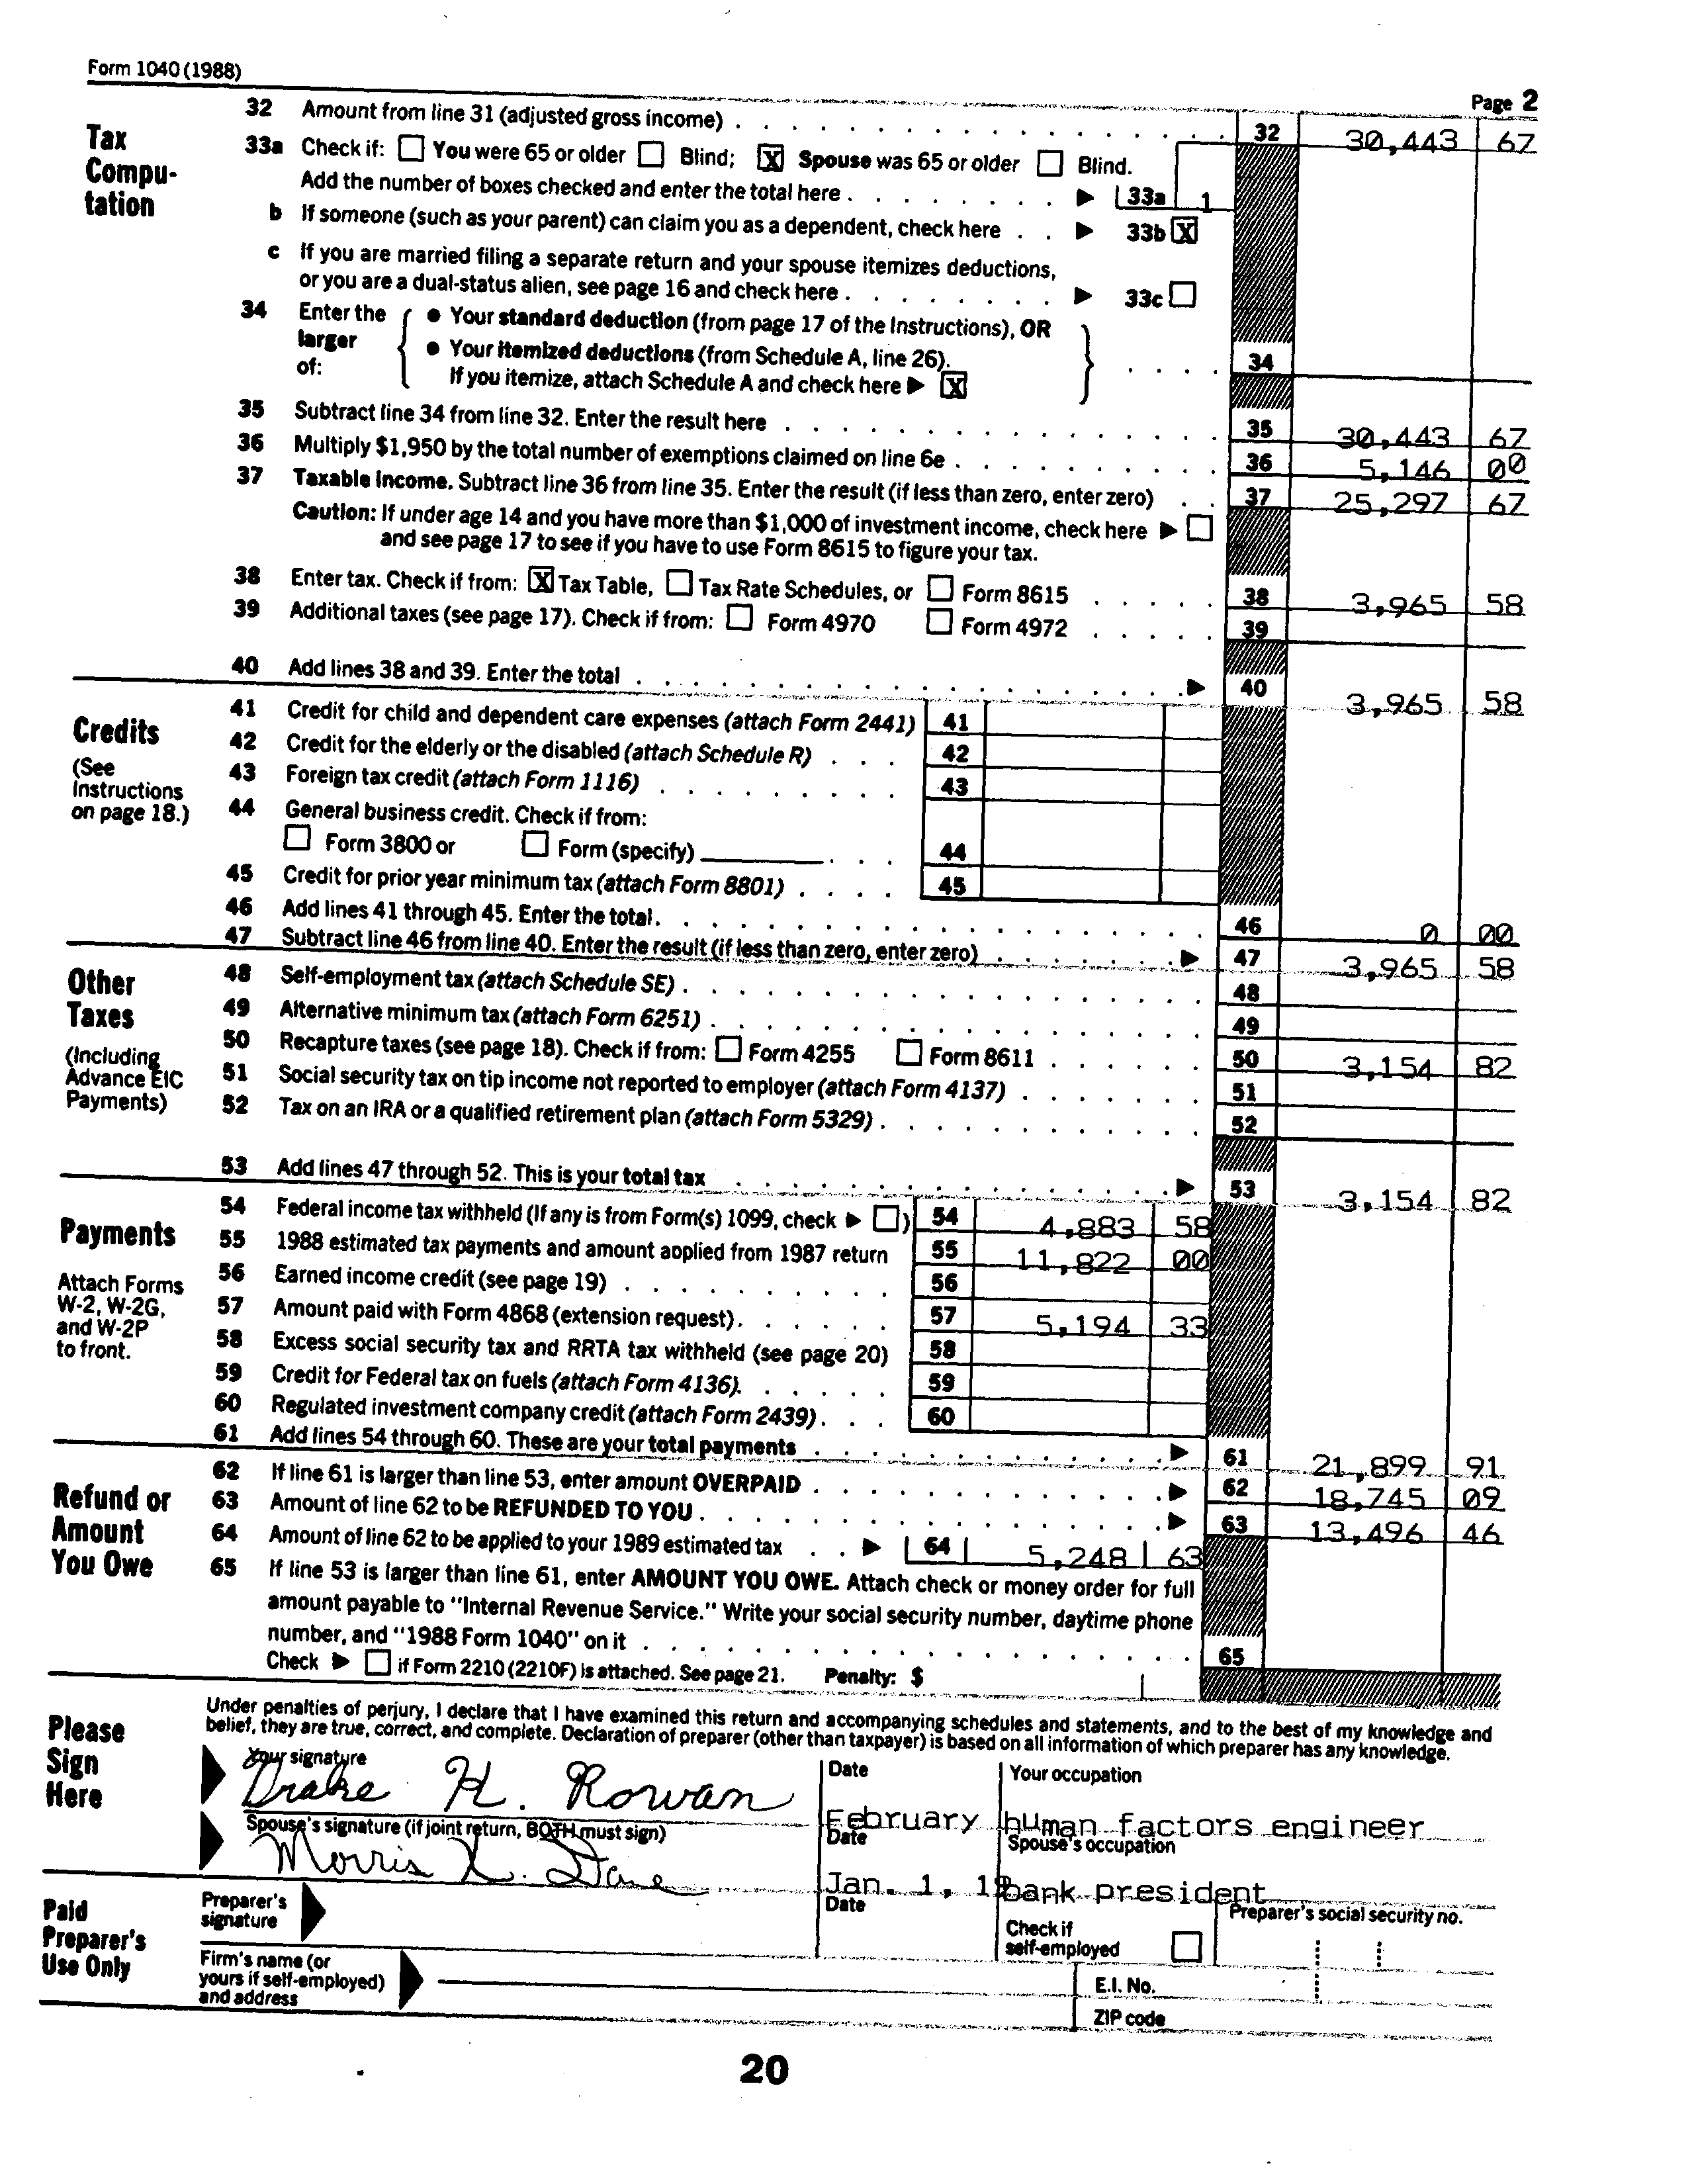 Form 1040 (1988)
Page 2
Tax Compu-tation
32 Amount from line 31 (adjusted gross income) . . . 32 30,443 67
33a Check if: ☐ You were 65 or older ☐ Blind; ☒ Spouse was 65 or older ☐ Blind.
Add the number of boxes checked and enter the total here . . . ▶ 33a 1
b If someone (such as your parent) can claim you as a dependent, check here . . ▶ 33b ☒
c If you are married filing a separate return and your spouse itemizes deductions,
or you are a dual-status alien, see page 16 and check here . . . ▶ 33c ☐
34 Enter the larger of: { ● Your standard deduction (from page 17 of the Instructions), OR
● Your itemized deductions (from Schedule A, line 26).
If you itemize, attach Schedule A and check here ▶ ☒ } . . . . 34
35 Subtract line 34 from line 32. Enter the result here . . . 35 30,443 67
36 Multiply $1,950 by the total number of exemptions claimed on line 6e . . . 36 5,146 00
37 Taxable income. Subtract line 36 from line 35. Enter the result (if less than zero, enter zero) . . 37 25,297 67
Caution: If under age 14 and you have more than $1,000 of investment income, check here ▶ ☐
and see page 17 to see if you have to use Form 8615 to figure your tax.
38 Enter tax. Check if from: ☒ Tax Table, ☐ Tax Rate Schedules, or ☐ Form 8615 . . . . 38 3,965 58
39 Additional taxes (see page 17). Check if from: ☐ Form 4970 ☐ Form 4972 . . . . 39
40 Add lines 38 and 39. Enter the total . . . ▶ 40 3,965 58
Credits
(See Instructions on page 18.)
41 Credit for child and dependent care expenses (attach Form 2441) 41
42 Credit for the elderly or the disabled (attach Schedule R) . . . 42
43 Foreign tax credit (attach Form 1116) . . . 43
44 General business credit. Check if from:
☐ Form 3800 or ☐ Form (specify) ______ . . . 44
45 Credit for prior year minimum tax (attach Form 8801) . . . . 45
46 Add lines 41 through 45. Enter the total . . . 46 0 00
47 Subtract line 46 from line 40. Enter the result (if less than zero, enter zero) . . . ▶ 47 3,965 58
Other Taxes
(Including Advance EIC Payments)
48 Self-employment tax (attach Schedule SE) . . . 48
49 Alternative minimum tax (attach Form 6251) . . . 49
50 Recapture taxes (see page 18). Check if from: ☐ Form 4255 ☐ Form 8611 . . . 50 3,154 82
51 Social security tax on tip income not reported to employer (attach Form 4137) . . . 51
52 Tax on an IRA or a qualified retirement plan (attach Form 5329) . . . 52
53 Add lines 47 through 52. This is your total tax . . . ▶ 53 3,154 82
Payments
Attach Forms W-2, W-2G, and W-2P to front.
54 Federal income tax withheld (If any is from Form(s) 1099, check ▶ ☐) 54 4,883 58
55 1988 estimated tax payments and amount applied from 1987 return 55 11,822 00
56 Earned income credit (see page 19) . . . 56
57 Amount paid with Form 4868 (extension request) . . . 57 5,194 33
58 Excess social security tax and RRTA tax withheld (see page 20) 58
59 Credit for Federal tax on fuels (attach Form 4136) . . . 59
60 Regulated investment company credit (attach Form 2439) . . . 60
61 Add lines 54 through 60. These are your total payments . . . ▶ 61 21,899 91
Refund or Amount You Owe
62 If line 61 is larger than line 53, enter amount OVERPAID . . . ▶ 62 18,745 09
63 Amount of line 62 to be REFUNDED TO YOU . . . ▶ 63 13,496 46
64 Amount of line 62 to be applied to your 1989 estimated tax . . ▶ 64 5,248 63
65 If line 53 is larger than line 61, enter AMOUNT YOU OWE. Attach check or money order for full
amount payable to "Internal Revenue Service." Write your social security number, daytime phone
number, and "1988 Form 1040" on it . . . 65
Check ▶ ☐ if Form 2210 (2210F) is attached. See page 21. Penalty: $
Please Sign Here
Under penalties of perjury, I declare that I have examined this return and accompanying schedules and statements, and to the best of my knowledge and
belief, they are true, correct, and complete. Declaration of preparer (other than taxpayer) is based on all information of which preparer has any knowledge.
Your signature Date Your occupation
Drake H. Rowan February human factors engineer
Spouse's signature (if joint return, BOTH must sign) Date Spouse's occupation
Morris K. Dane Jan. 1, 19 bank president
Paid Preparer's Use Only
Preparer's signature Date Check if self-employed ☐ Preparer's social security no.
Firm's name (or yours if self-employed) and address
E.I. No.
ZIP code
20